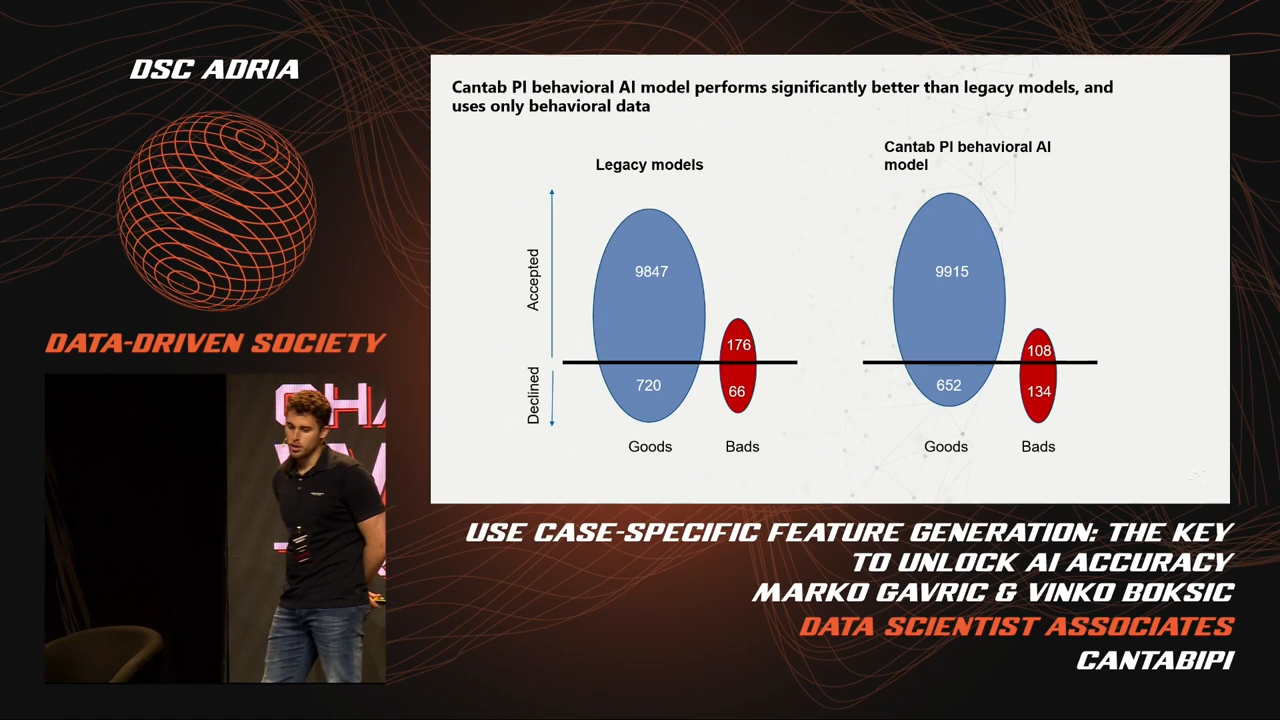 DSC ADRIA
DATA-DRIVEN SOCIETY
Cantab PI behavioral AI model performs significantly better than legacy models, and
uses only behavioral data
Legacy models
Cantab PI behavioral AI
model
Accepted
Declined
9847
176
720
66
Goods
Bads
9915
108
652
134
Goods
Bads
USE CASE-SPECIFIC FEATURE GENERATION: THE KEY
TO UNLOCK AI ACCURACY
MARKO GAVRIC & VINKO BOKSIC
DATA SCIENTIST ASSOCIATES
CANTABIPI